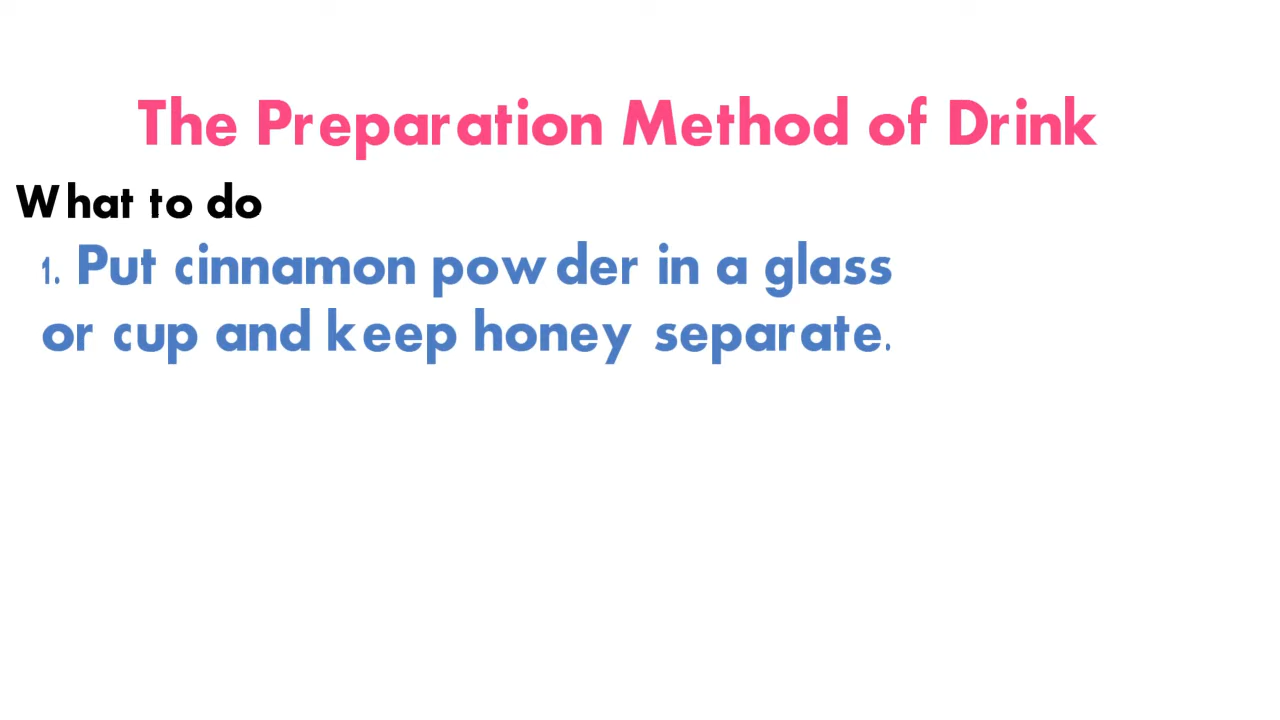 The Preparation Method of Drink
What to do
1. Put cinnamon powder in a glass
or cup and keep honey separate.